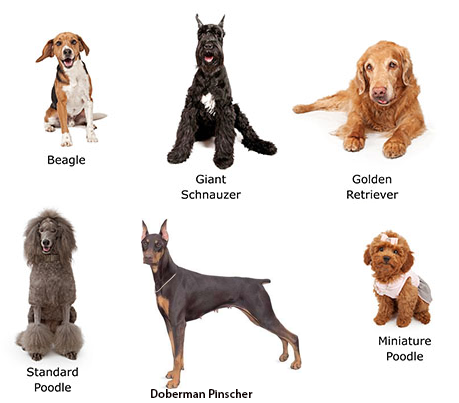 Beagle
Giant
Schnauzer
Golden
Retriever
Standard
Poodle
Doberman Pinscher
Miniature
Poodle